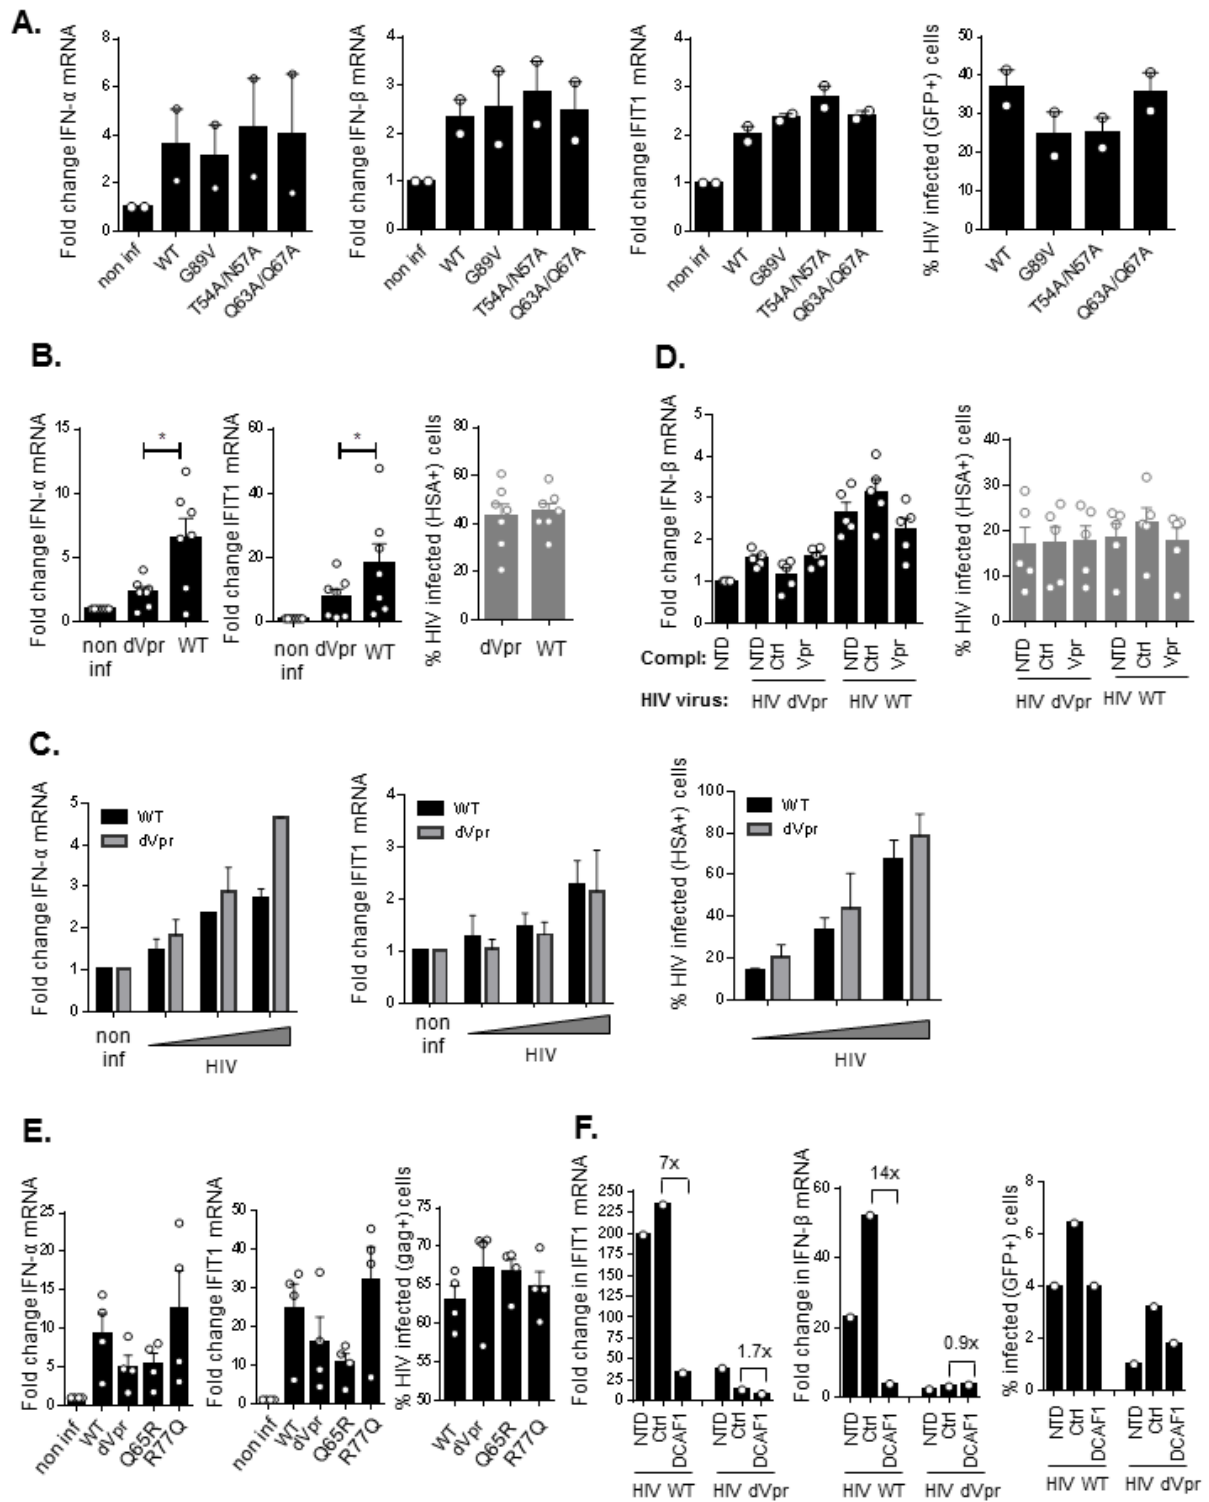 A.
Fold change IFN-α mRNA
8
6
4
2
0
non inf
WT
G89V
T54A/N57A
Q63A/Q67A
Fold change IFN-β mRNA
4
3
2
1
0
non inf
WT
G89V
T54A/N57A
Q63A/Q67A
Fold change IFIT1 mRNA
4
3
2
1
0
non inf
WT
G89V
T54A/N57A
Q63A/Q67A
% HIV infected (GFP+) cells
50
40
30
20
10
0
WT
G89V
T54A/N57A
Q63A/Q67A
B.
Fold change IFN-α mRNA
15
10
5
0
*
non
inf
dVpr
WT
Fold change IFIT1 mRNA
60
40
20
0
*
non
inf
dVpr
WT
% HIV infected (HSA+) cells
80
60
40
20
0
dVpr
WT
D.
Fold change IFN-β mRNA
5
4
3
2
1
0
Compl:
NTD
NTD
Ctrl
Vpr
NTD
Ctrl
Vpr
HIV virus:
HIV dVpr
HIV WT
% HIV infected (HSA+) cells
40
30
20
10
0
NTD
Ctrl
Vpr
NTD
Ctrl
Vpr
HIV dVpr
HIV WT
C.
Fold change IFN-α mRNA
5
4
3
2
1
0
WT
dVpr
non
inf
HIV
Fold change IFIT1 mRNA
4
3
2
1
0
WT
dVpr
non
inf
HIV
% HIV infected (HSA+) cells
100
80
60
40
20
0
WT
dVpr
HIV
E.
Fold change IFN-α mRNA
25
20
15
10
5
0
non inf
WT
dVpr
Q65R
R77Q
Fold change IFIT1 mRNA
50
40
30
20
10
0
non inf
WT
dVpr
Q65R
R77Q
% HIV infected (gag+) cells
75
70
65
60
55
50
WT
dVpr
Q65R
R77Q
F.
Fold change in IFIT1 mRNA
250
225
200
175
150
125
100
75
50
25
0
7x
1.7x
NTD
Ctrl
DCAF1
NTD
Ctrl
DCAF1
HIV WT
HIV dVpr
Fold change in IFN-β mRNA
60
40
20
0
14x
0.9x
NTD
Ctrl
DCAF1
NTD
Ctrl
DCAF1
HIV WT
HIV dVpr
% infected (GFP+) cells
8
6
4
2
0
NTD
Ctrl
DCAF1
NTD
Ctrl
DCAF1
HIV WT
HIV dVpr